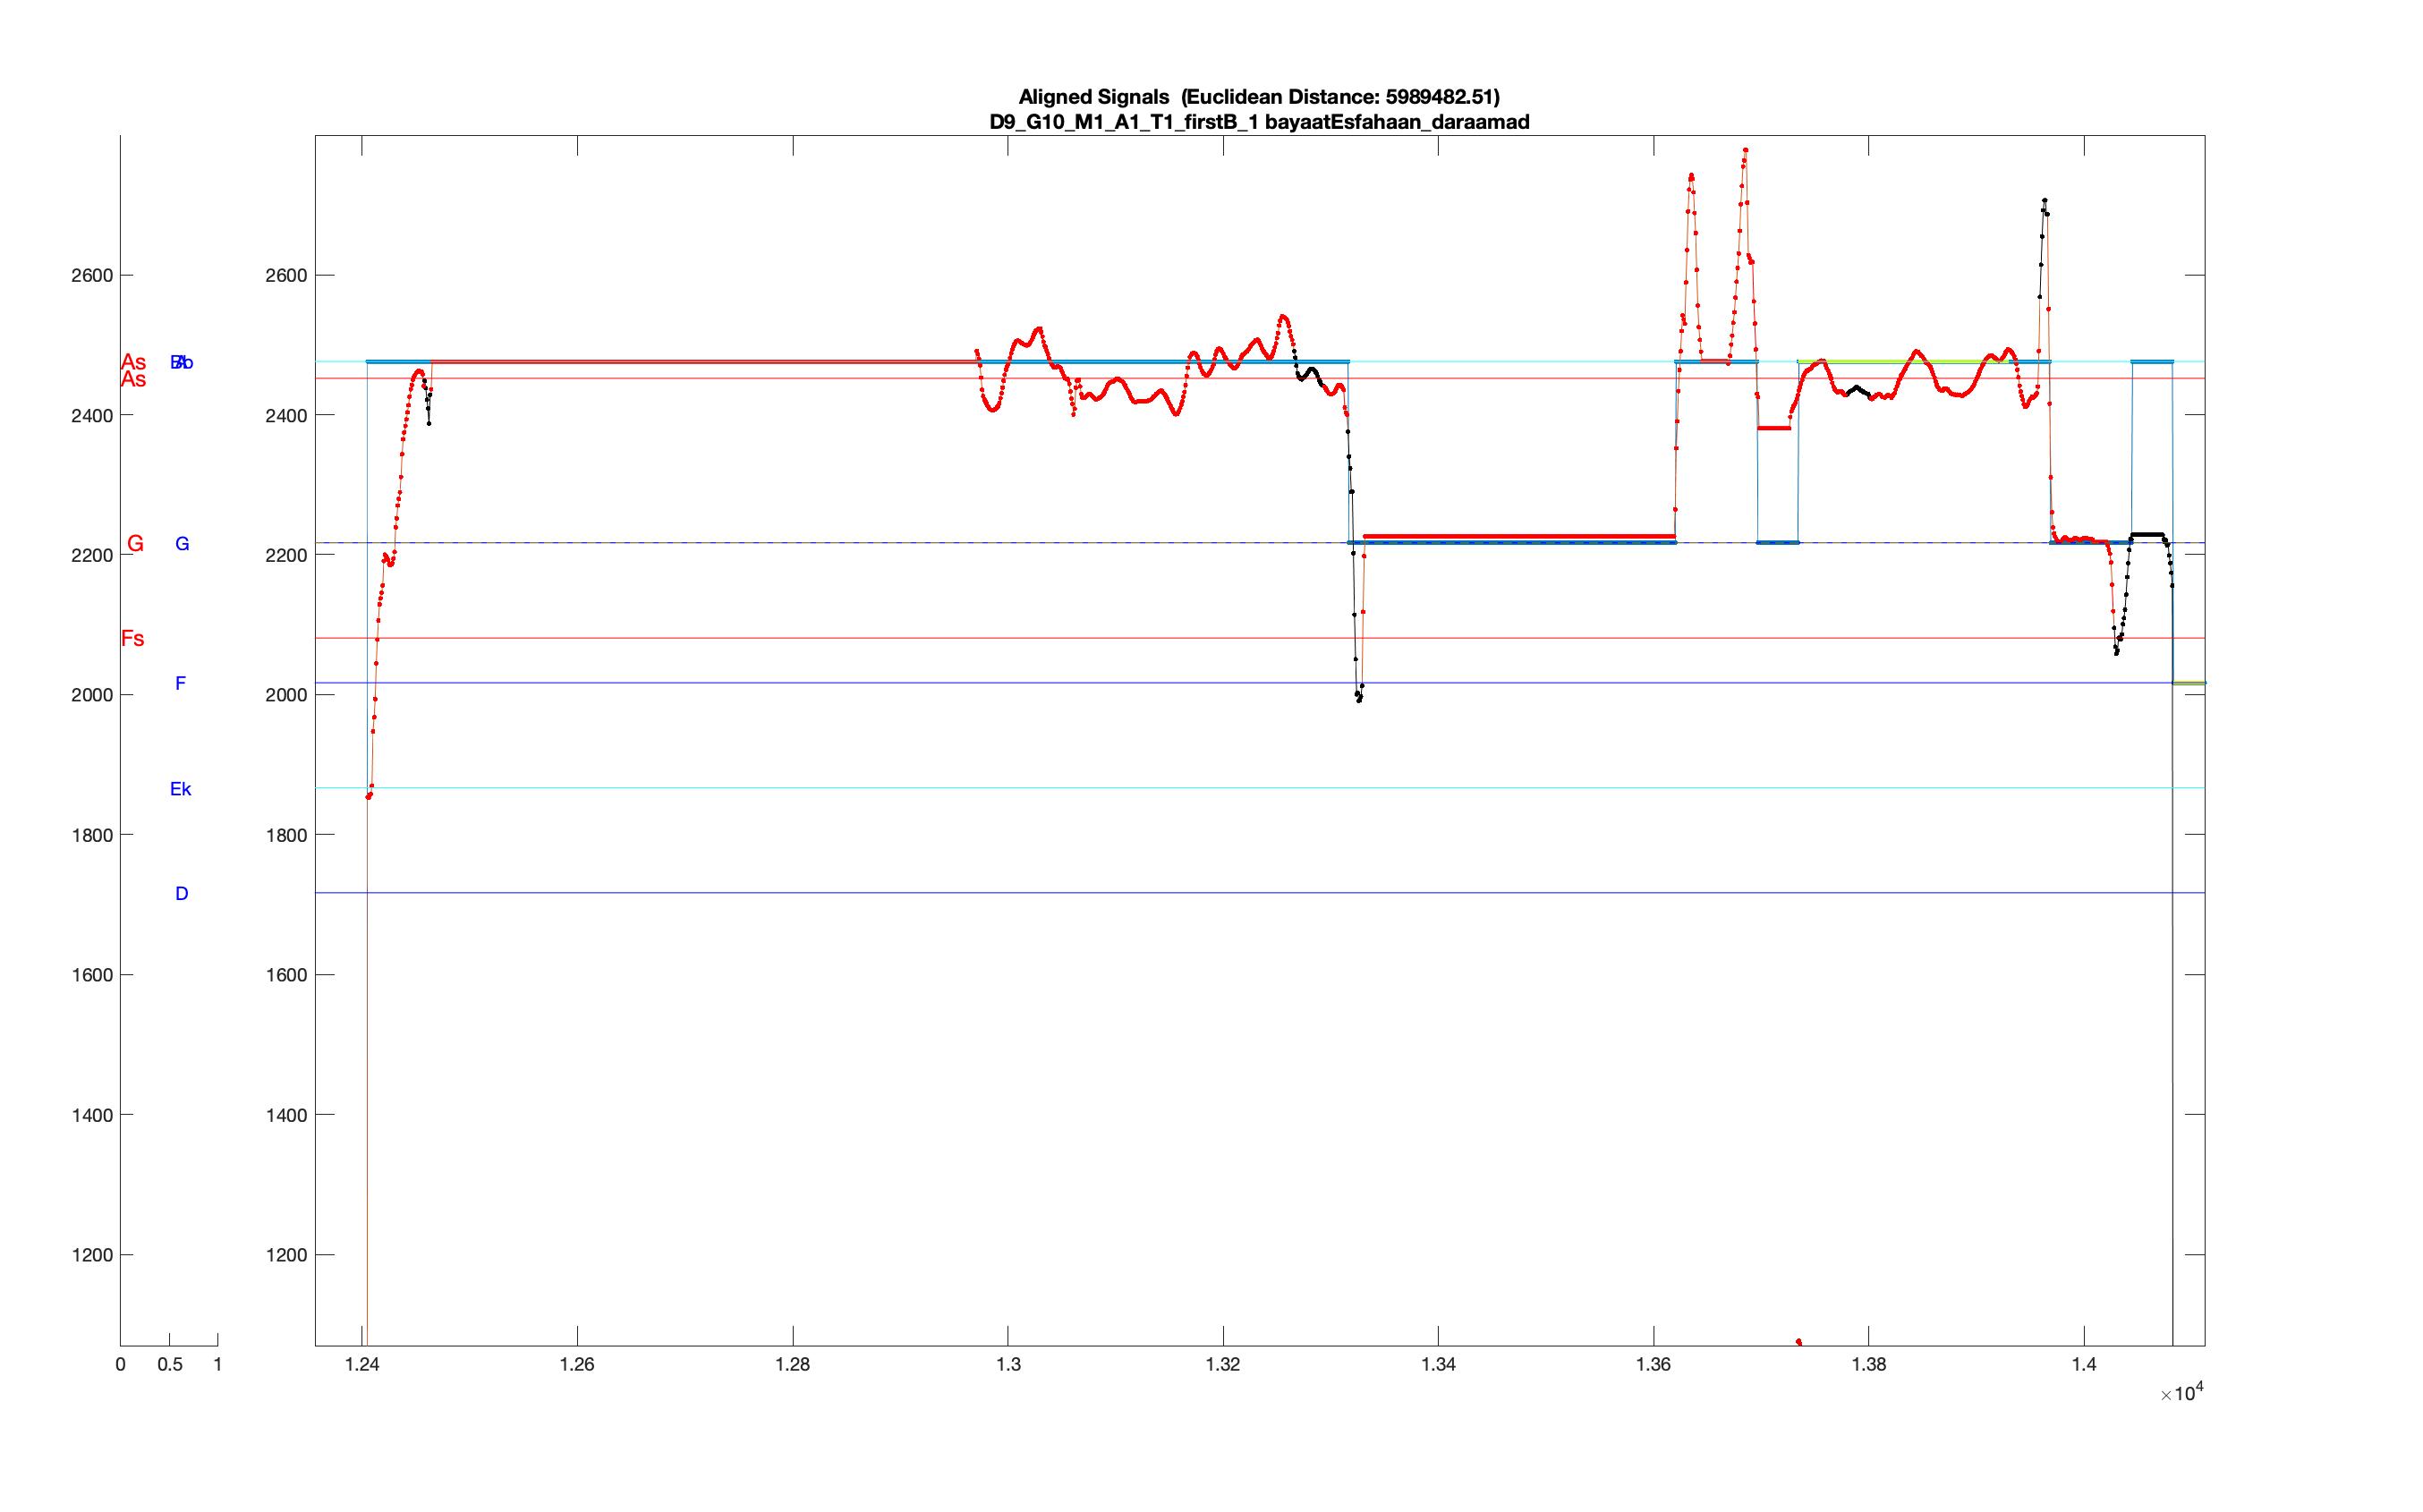 Aligned Signals (Euclidean Distance: 5989482.51)
D9_G10_M1_A1_T1_firstB_1 bayaatEsfahaan_daraamad
2600 2600
As
As
2400 2400
G G
2200 2200
Fs
F
2000 2000
Ek
1800 1800
D
1600 1600
1400 1400
1200 1200
0 0.5 1 1.24 1.26 1.28 1.3 1.32 1.34 1.36 1.38 1.4
×10^4